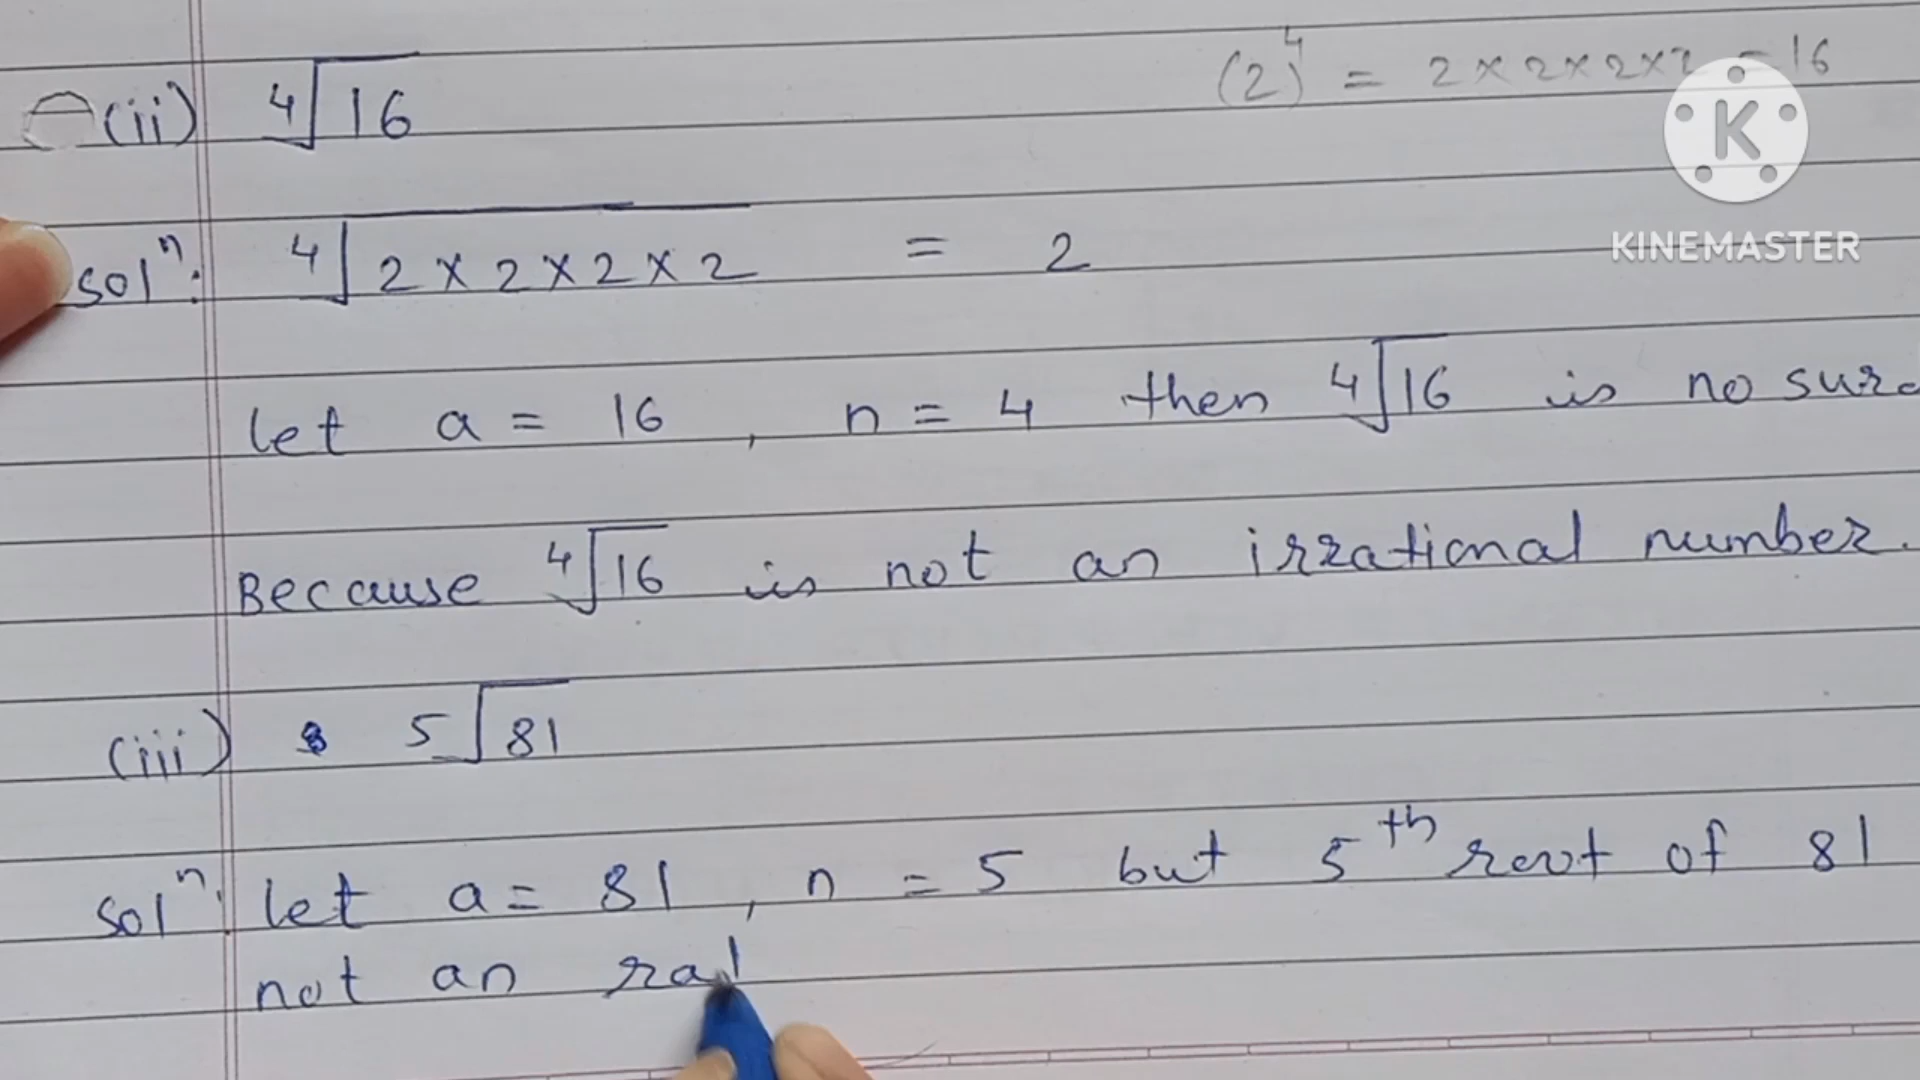 (2)⁴ = 2 × 2 × 2 × 2 = 16
(ii) ⁴√16
KINEMASTER
solⁿ: ⁴√2 × 2 × 2 × 2 = 2
let a = 16 , n = 4 then ⁴√16 is no surd
Because ⁴√16 is not an irrational number.
(iii) ⁵√81
solⁿ: let a = 81 , n = 5 but 5th root of 81
not an rat